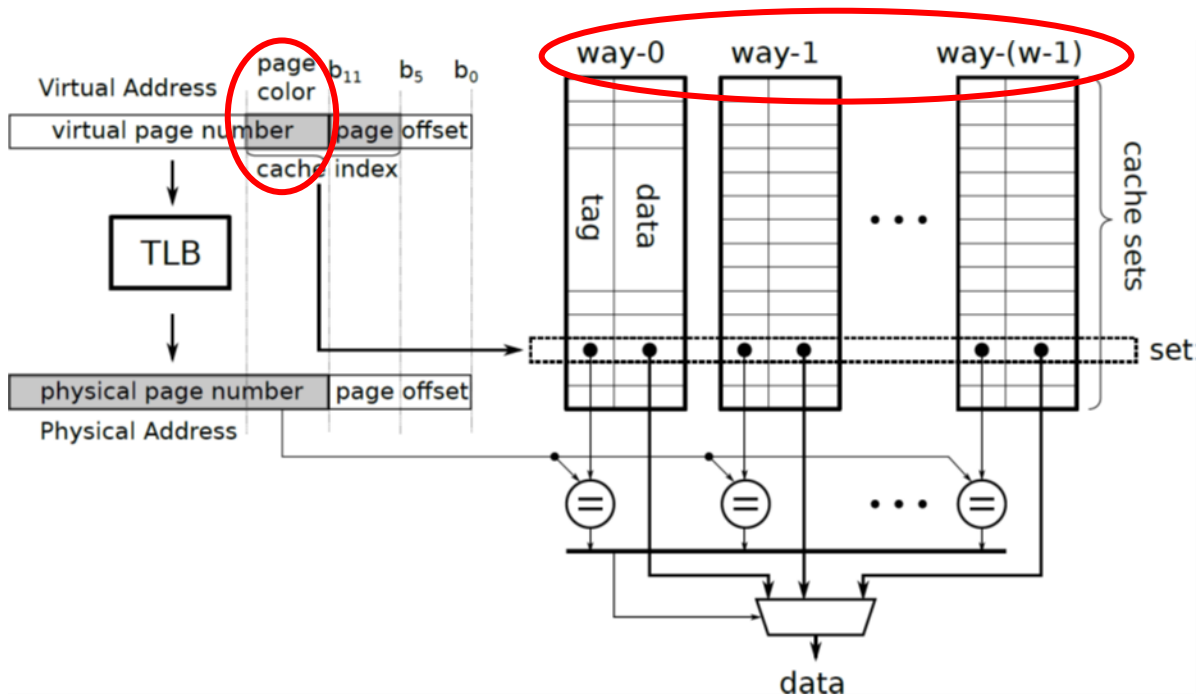 way-0 way-1 way-(w-1)
page
color
b11 b5 b0
Virtual Address
virtual page number page offset
cache index
tag
data
cache sets
TLB
set
physical page number page offset
Physical Address
=
=
=
data